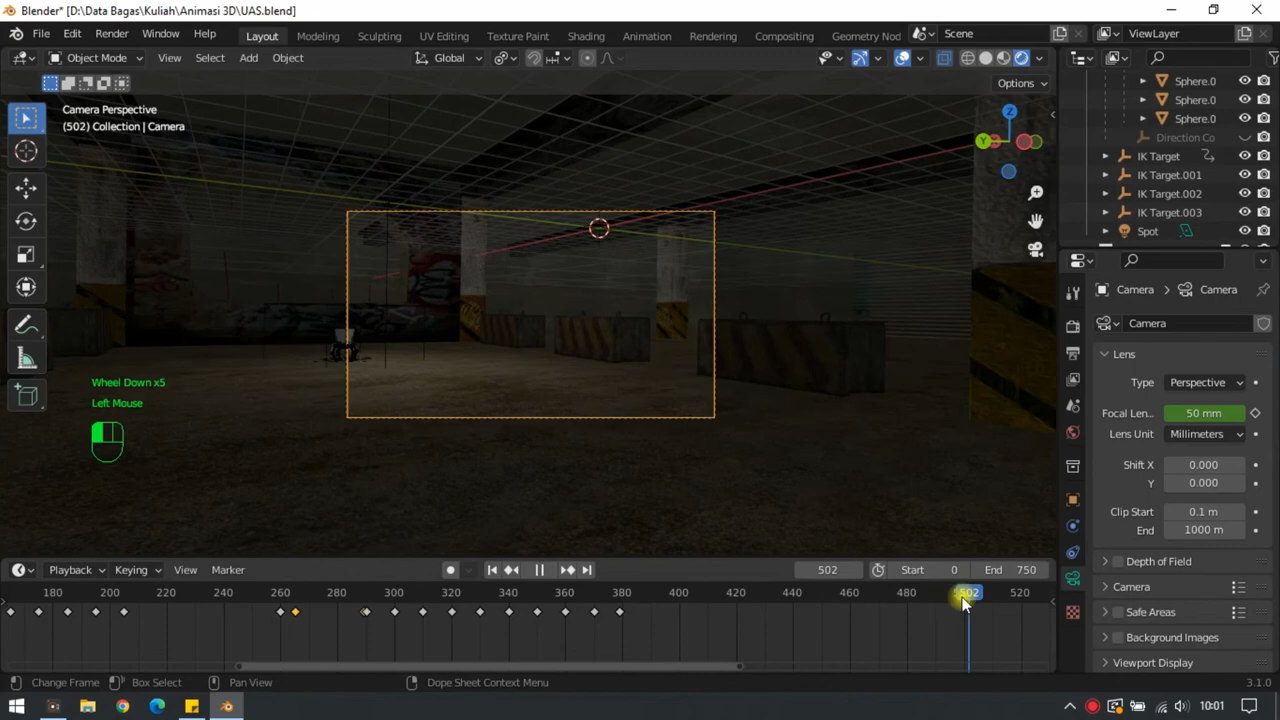 Blender* [D:\Data Bagas\Kuliah\Animasi 3D\UAS.blend]
File Edit Render Window Help Layout Modeling Sculpting UV Editing Texture Paint Shading Animation Rendering Compositing Geometry Nod Scene ViewLayer
Object Mode View Select Add Object Global
Options
Camera Perspective
(502) Collection | Camera
Z
Y
Sphere.0
Sphere.0
Sphere.0
Direction Co
IK Target
IK Target.001
IK Target.002
IK Target.003
Spot
Camera > Camera
Camera
Lens
Type Perspective
Focal Len... 50 mm
Lens Unit Millimeters
Shift X 0.000
Y 0.000
Clip Start 0.1 m
End 1000 m
Depth of Field
Camera
Safe Areas
Background Images
Viewport Display
Wheel Down x5
Left Mouse
Playback Keying View Marker 502 Start 0 End 750
180 200 220 240 260 280 300 320 340 360 380 400 420 440 460 480 502 520
Change Frame Box Select Pan View Dope Sheet Context Menu 3.1.0
10:01